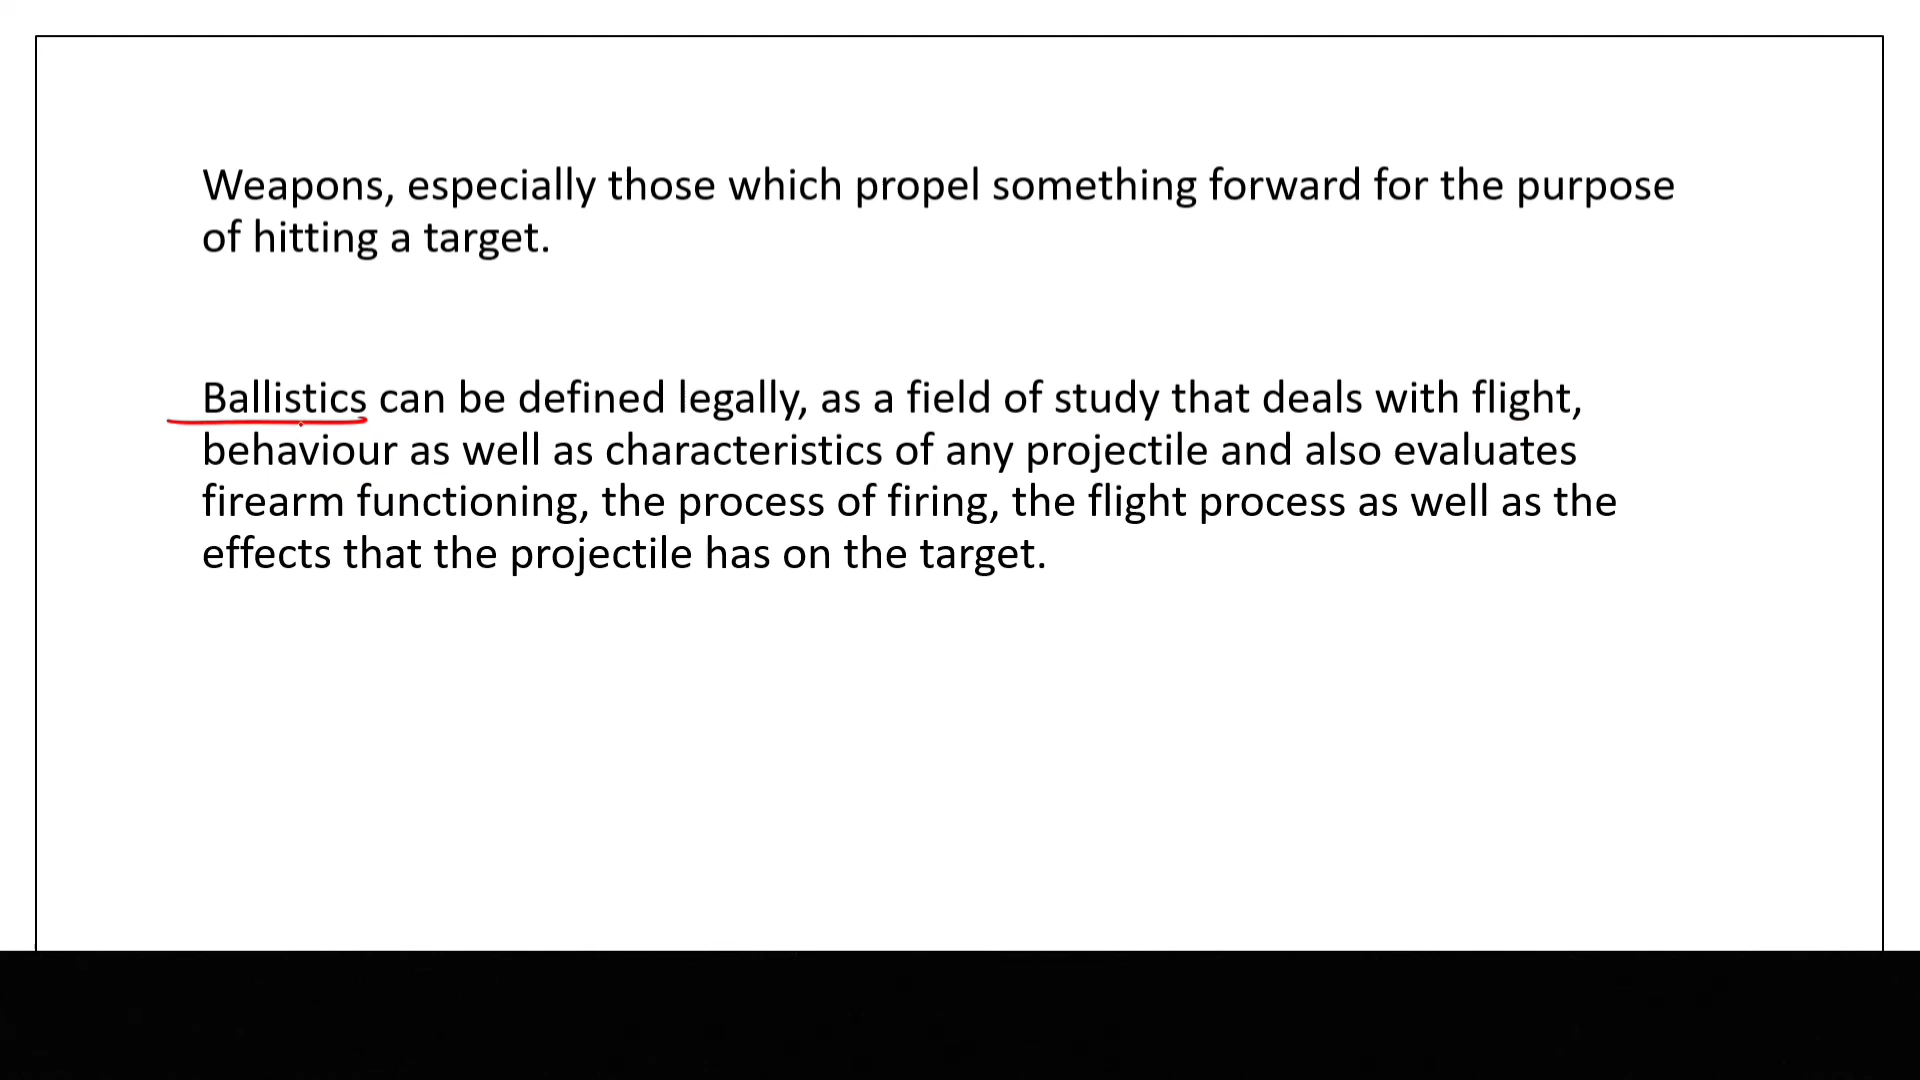 Weapons, especially those which propel something forward for the purpose
of hitting a target.
Ballistics can be defined legally, as a field of study that deals with flight,
behaviour as well as characteristics of any projectile and also evaluates
firearm functioning, the process of firing, the flight process as well as the
effects that the projectile has on the target.